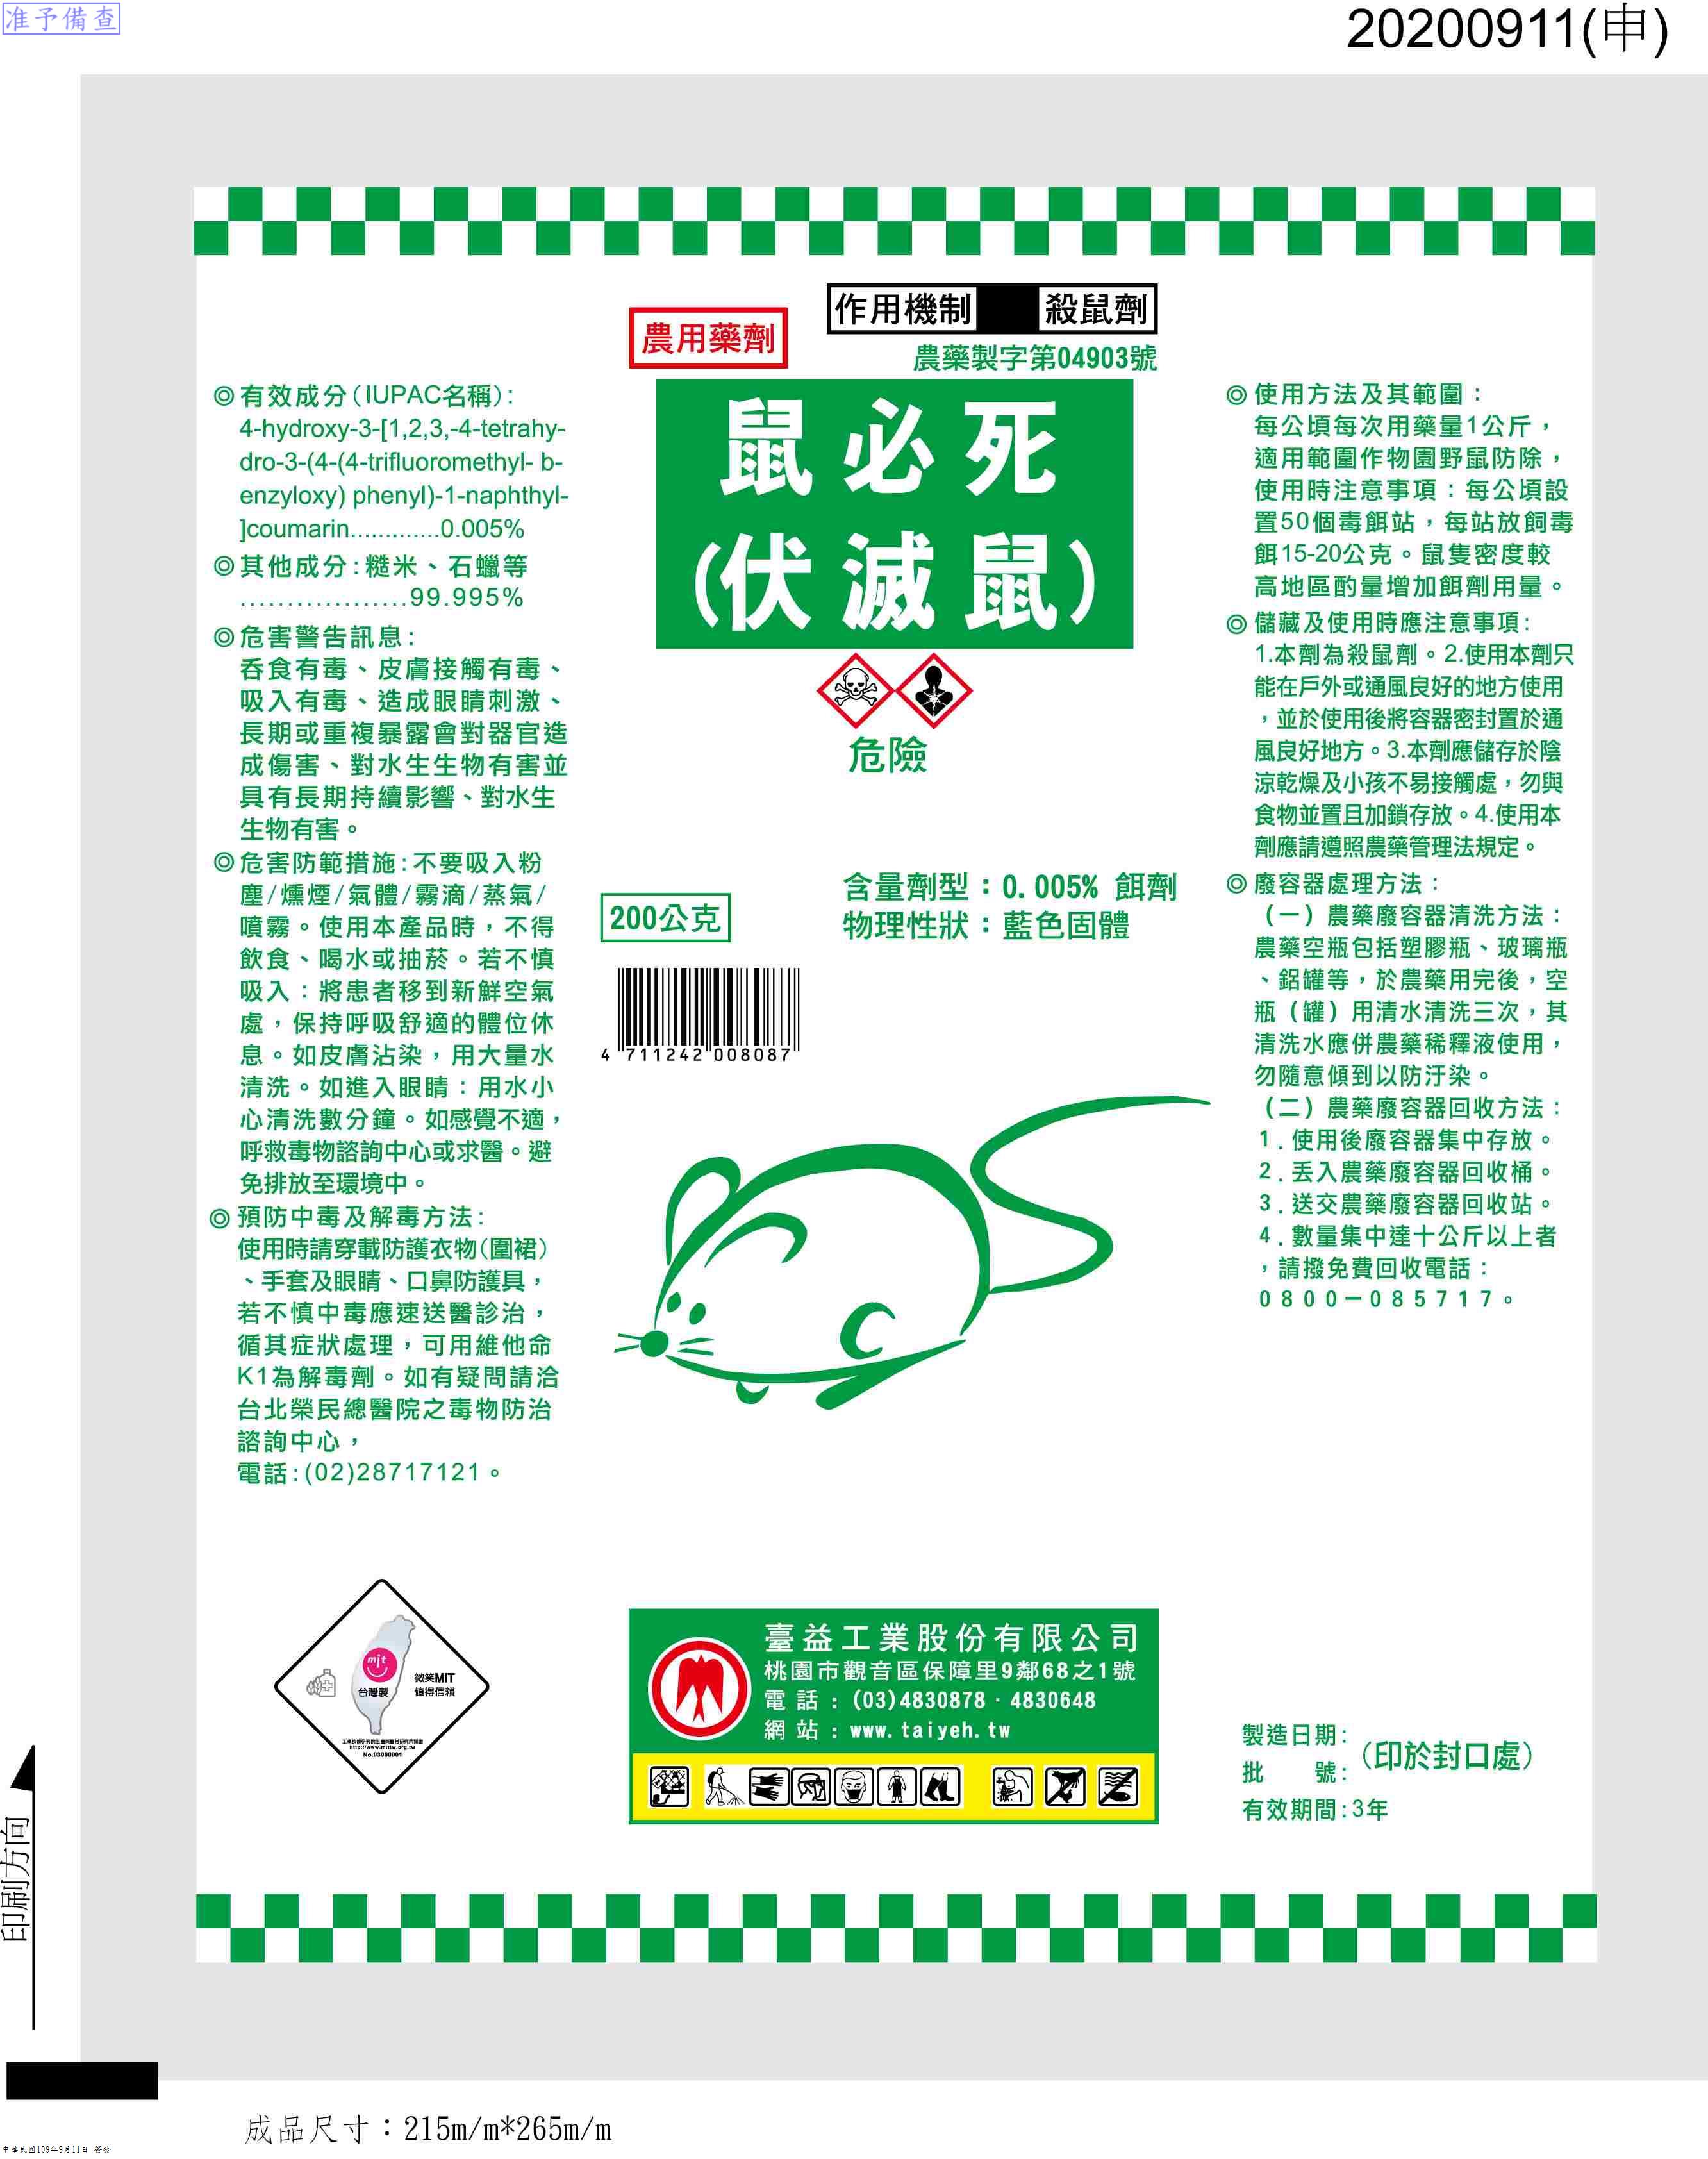 准予備查
20200911(申)
農用藥劑
作用機制 殺鼠劑
農藥製字第04903號
鼠必死
(伏滅鼠)
危險
◎有效成分(IUPAC名稱):
4-hydroxy-3-[1,2,3,-4-tetrahy-
dro-3-(4-(4-trifluoromethyl- b-
enzyloxy) phenyl)-1-naphthyl-
]coumarin.............0.005%
◎其他成分:糙米、石蠟等
..................99.995%
◎危害警告訊息:
吞食有毒、皮膚接觸有毒、
吸入有毒、造成眼睛刺激、
長期或重複暴露會對器官造
成傷害、對水生生物有害並
具有長期持續影響、對水生
生物有害。
◎危害防範措施:不要吸入粉
塵/燻煙/氣體/霧滴/蒸氣/
噴霧。使用本產品時，不得
飲食、喝水或抽菸。若不慎
吸入：將患者移到新鮮空氣
處，保持呼吸舒適的體位休
息。如皮膚沾染，用大量水
清洗。如進入眼睛：用水小
心清洗數分鐘。如感覺不適，
呼救毒物諮詢中心或求醫。避
免排放至環境中。
◎預防中毒及解毒方法:
使用時請穿載防護衣物(圍裙)
、手套及眼睛、口鼻防護具，
若不慎中毒應速送醫診治，
循其症狀處理，可用維他命
K1為解毒劑。如有疑問請洽
台北榮民總醫院之毒物防治
諮詢中心，
電話:(02)28717121。
200公克
含量劑型：0.005% 餌劑
物理性狀：藍色固體
4 711242 008087
◎使用方法及其範圍：
每公頃每次用藥量1公斤，
適用範圍作物園野鼠防除，
使用時注意事項：每公頃設
置50個毒餌站，每站放飼毒
餌15-20公克。鼠隻密度較
高地區酌量增加餌劑用量。
◎儲藏及使用時應注意事項:
1.本劑為殺鼠劑。2.使用本劑只
能在戶外或通風良好的地方使用
，並於使用後將容器密封置於通
風良好地方。3.本劑應儲存於陰
涼乾燥及小孩不易接觸處，勿與
食物並置且加鎖存放。4.使用本
劑應請遵照農藥管理法規定。
◎廢容器處理方法：
（一）農藥廢容器清洗方法：
農藥空瓶包括塑膠瓶、玻璃瓶
、鋁罐等，於農藥用完後，空
瓶（罐）用清水清洗三次，其
清洗水應併農藥稀釋液使用，
勿隨意傾到以防汙染。
（二）農藥廢容器回收方法：
1.使用後廢容器集中存放。
2.丟入農藥廢容器回收桶。
3.送交農藥廢容器回收站。
4.數量集中達十公斤以上者
，請撥免費回收電話：
0800－085717。
mit
台灣製
微笑MIT
值得信賴
http://www.mittw.org.tw
No.03060001
臺益工業股份有限公司
桃園市觀音區保障里9鄰68之1號
電話：(03)4830878·4830648
網站：www.taiyeh.tw
製造日期:
批 號:
(印於封口處)
有效期間:3年
印刷方向
成品尺寸：215m/m*265m/m
中華民國109年9月11日 簽發